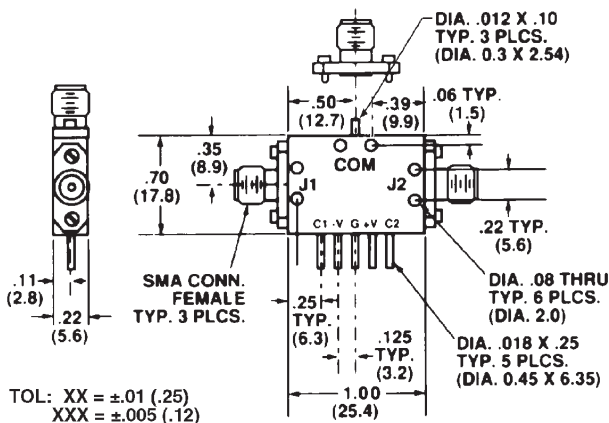 DIA. .012 X .10
TYP. 3 PLCS.
(DIA. 0.3 X 2.54)
.50
(12.7)
.39
(9.9)
.06 TYP.
(1.5)
.35
(8.9)
.70
(17.8)
COM
J1
J2
C1 -V G +V C2
.22 TYP.
(5.6)
.11
(2.8)
.22
(5.6)
SMA CONN.
FEMALE
TYP. 3 PLCS.
.25
TYP.
(6.3)
.125
TYP.
(3.2)
DIA. .08 THRU
TYP. 6 PLCS.
(DIA. 2.0)
DIA. .018 X .25
TYP. 5 PLCS.
(DIA. 0.45 X 6.35)
1.00
(25.4)
TOL: XX = ±.01 (.25)
XXX = ±.005 (.12)